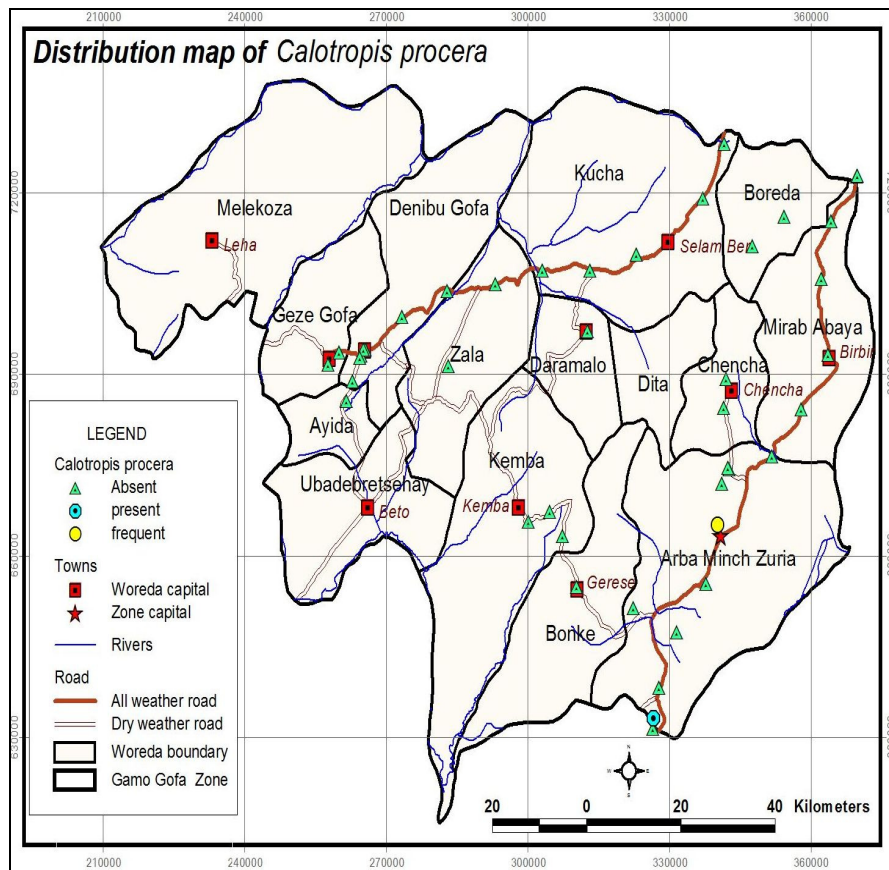 210000 240000 270000 300000 330000 360000
Distribution map of Calotropis procera
Kucha
720000
Boreda
Melekoza
Denibu Gofa
Leha
Selam Ber
Geze Gofa
Mirab Abaya
Zala
Daramalo
Birbir
Chencha
690000
Dita
Chencha
Ayida
Kemba
Ubadebretsehay
Beto
Kemba
Arba Minch Zuria
660000
Gerese
Bonke
630000
LEGEND
Calotropis procera
Absent
present
frequent
Towns
Woreda capital
Zone capital
Rivers
Road
All weather road
Dry weather road
Woreda boundary
Gamo Gofa Zone
N
W E
S
20 0 20 40 Kilometers
210000 240000 270000 300000 330000 360000